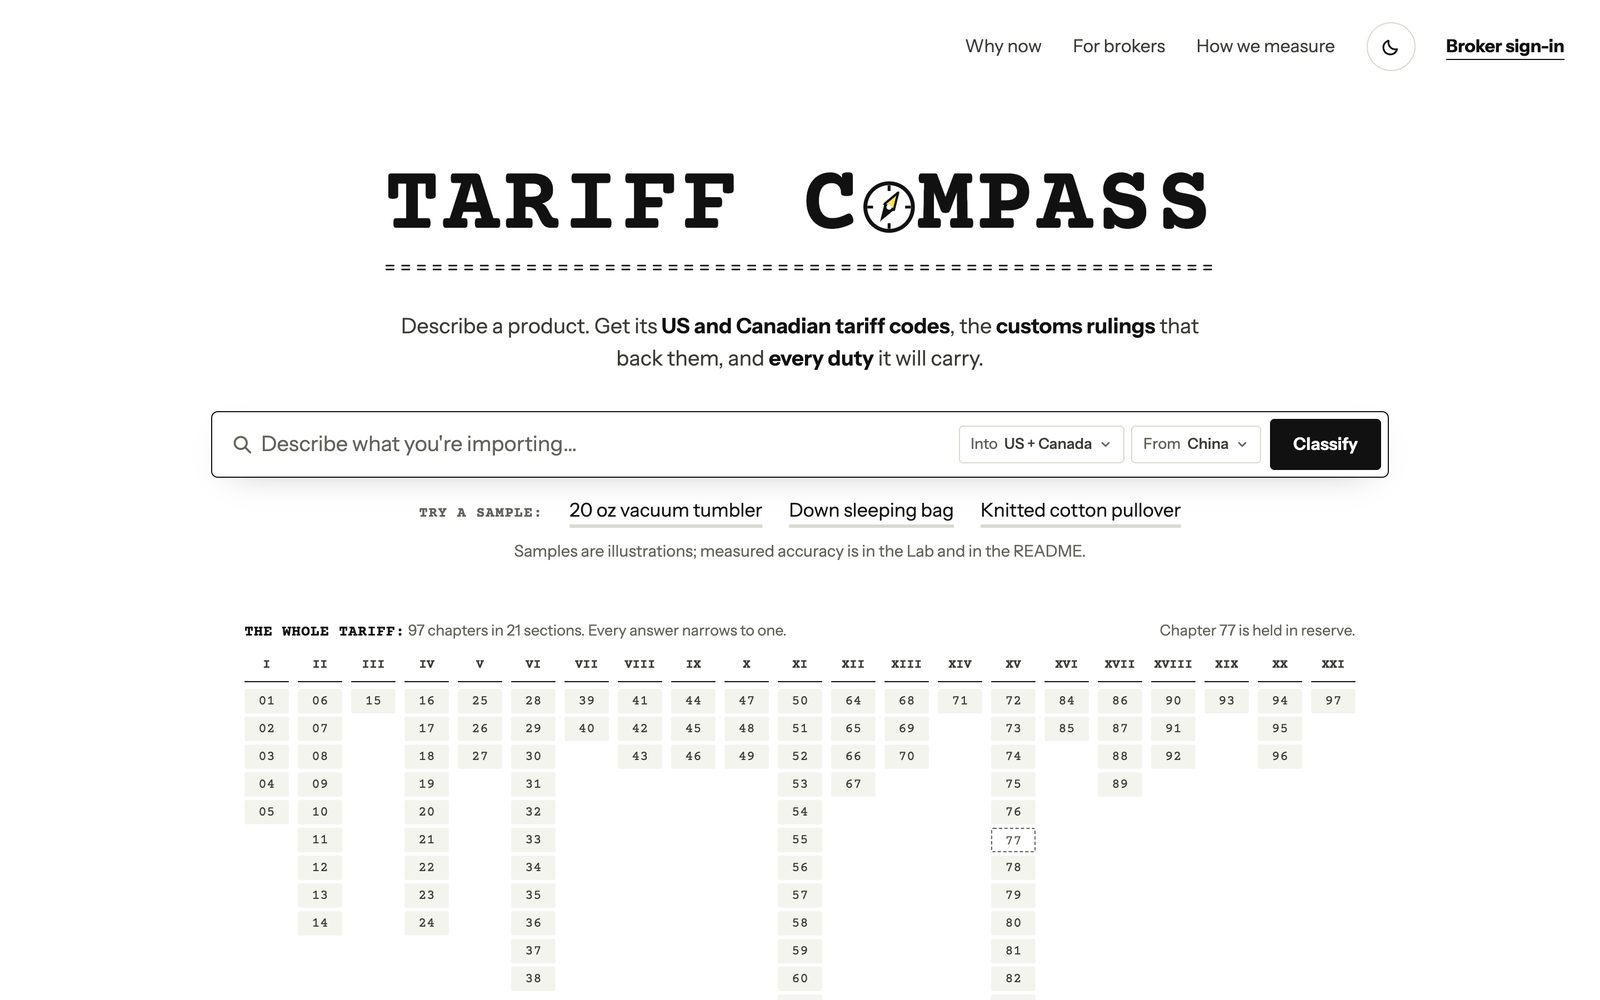 Why now For brokers How we measure Broker sign-in
TARIFF COMPASS
=====================================================
Describe a product. Get its US and Canadian tariff codes, the customs rulings that
back them, and every duty it will carry.
Describe what you're importing... Into US + Canada From China Classify
TRY A SAMPLE: 20 oz vacuum tumbler Down sleeping bag Knitted cotton pullover
Samples are illustrations; measured accuracy is in the Lab and in the README.
THE WHOLE TARIFF: 97 chapters in 21 sections. Every answer narrows to one. Chapter 77 is held in reserve.
I II III IV V VI VII VIII IX X XI XII XIII XIV XV XVI XVII XVIII XIX XX XXI
01 06 15 16 25 28 39 41 44 47 50 64 68 71 72 84 86 90 93 94 97
02 07 17 26 29 40 42 45 48 51 65 69 73 85 87 91 95
03 08 18 27 30 43 46 49 52 66 70 74 88 92 96
04 09 19 31 53 67 75 89
05 10 20 32 54 76
11 21 33 55 77
12 22 34 56 78
13 23 35 57 79
14 24 36 58 80
37 59 81
38 60 82